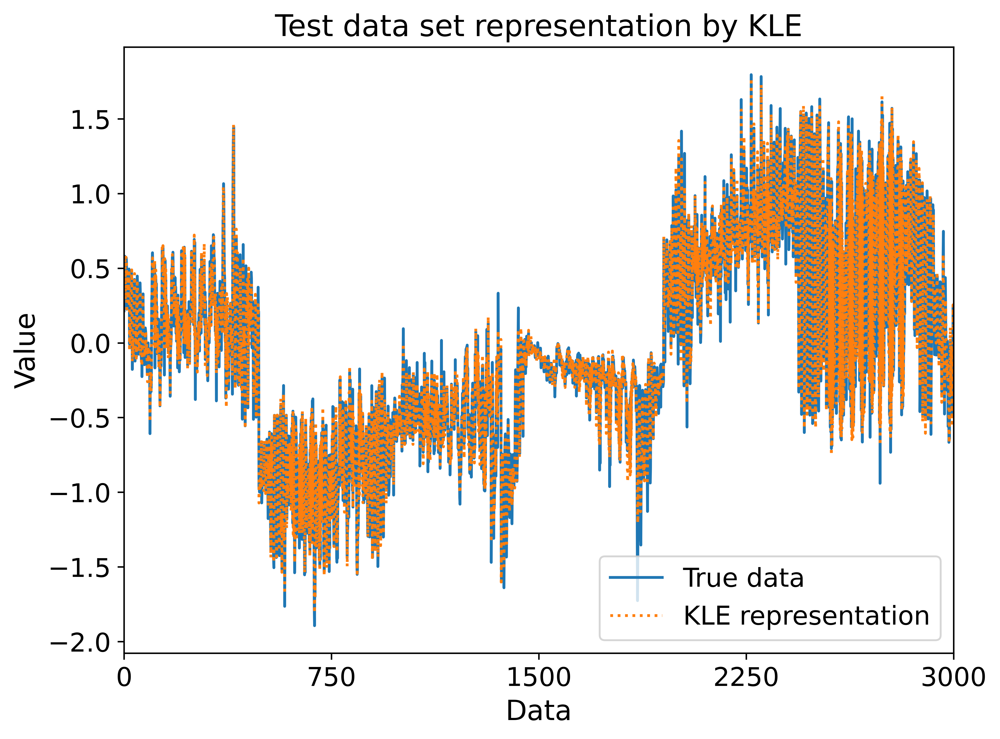 Test data set representation by KLE
Value
1.5
1.0
0.5
0.0
−0.5
−1.0
−1.5
−2.0
True data
KLE representation
0 750 1500 2250 3000
Data